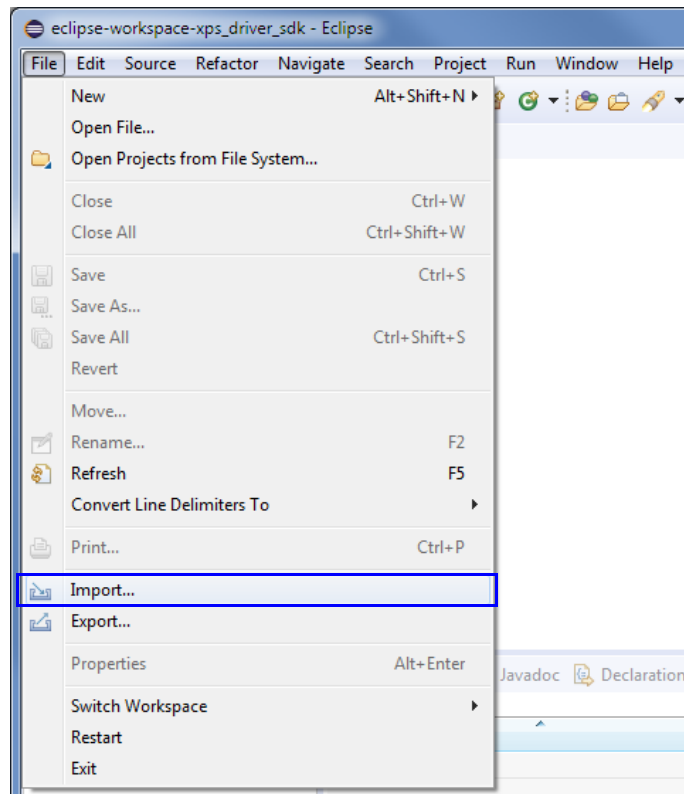 eclipse-workspace-xps_driver_sdk - Eclipse
File Edit Source Refactor Navigate Search Project Run Window Help
New Alt+Shift+N
Open File...
Open Projects from File System...
Close Ctrl+W
Close All Ctrl+Shift+W
Save Ctrl+S
Save As...
Save All Ctrl+Shift+S
Revert
Move...
Rename... F2
Refresh F5
Convert Line Delimiters To
Print... Ctrl+P
Import...
Export...
Properties Alt+Enter
Javadoc Declaration
Switch Workspace
Restart
Exit